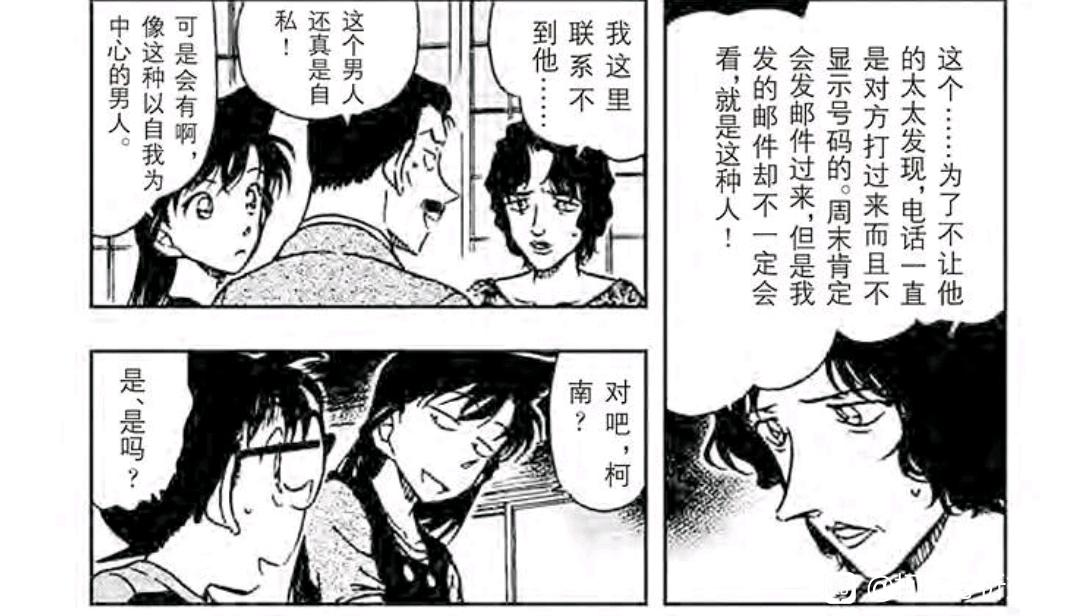 这个……为了不让他
的太太发现，电话一直
是对方打过来而且不
显示号码的。周末肯定
会发邮件过来，但是我
发的邮件却不一定会
看，就是这种人！
我这里
联系不
到他……
这个男人
还真是自
私！
可是会有啊，
像这种以自我为
中心的男人。
对吧，柯
南？
是、是吗？